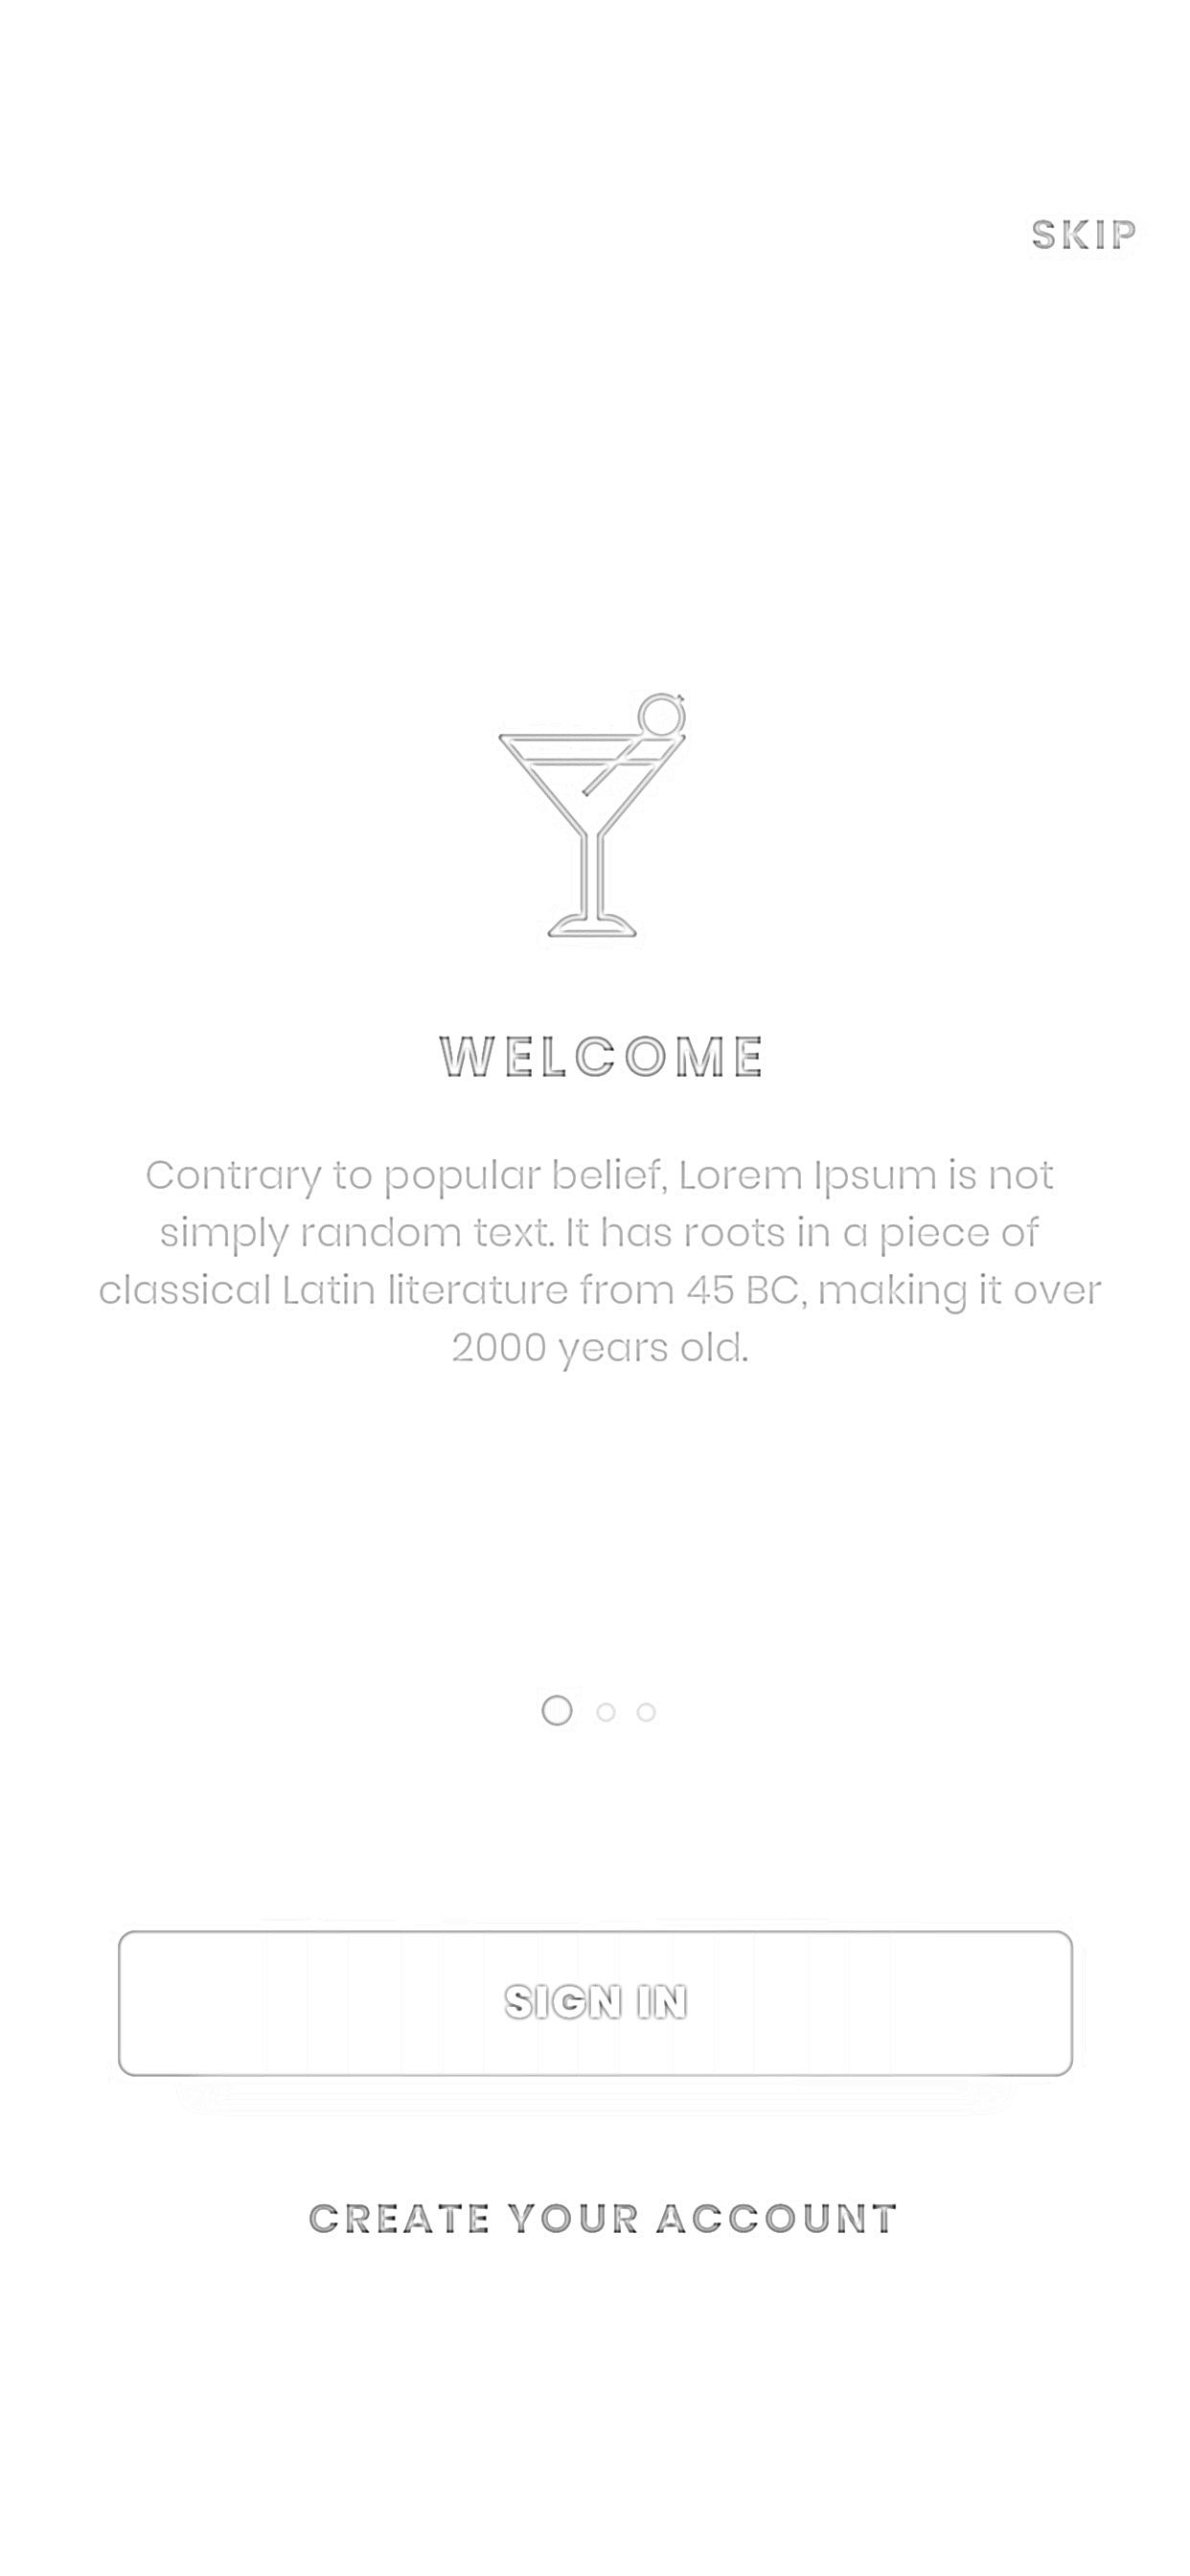 SKIP
WELCOME
Contrary to popular belief, Lorem Ipsum is not
simply random text. It has roots in a piece of
classical Latin literature from 45 BC, making it over
2000 years old.
SIGN IN
CREATE YOUR ACCOUNT